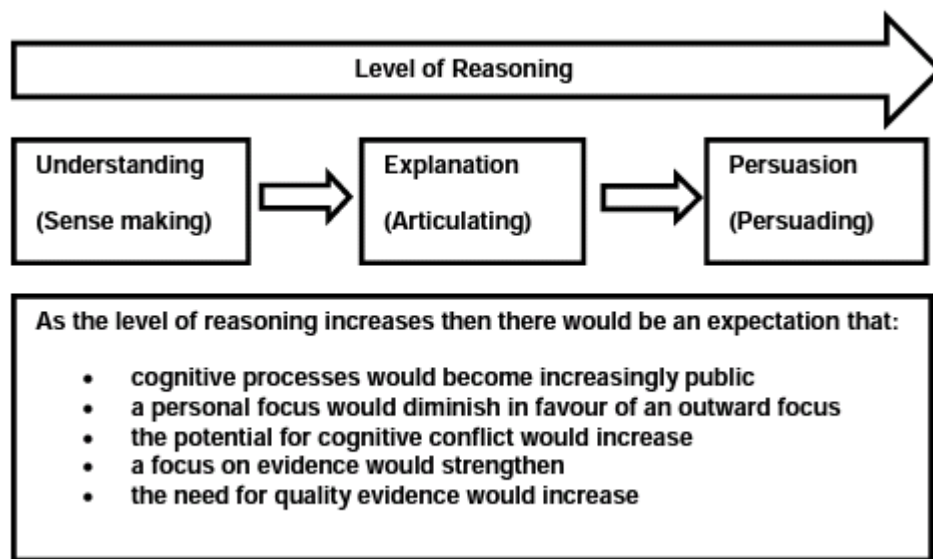 Level of Reasoning
Understanding
(Sense making)
Explanation
(Articulating)
Persuasion
(Persuading)
As the level of reasoning increases then there would be an expectation that:
• cognitive processes would become increasingly public
• a personal focus would diminish in favour of an outward focus
• the potential for cognitive conflict would increase
• a focus on evidence would strengthen
• the need for quality evidence would increase